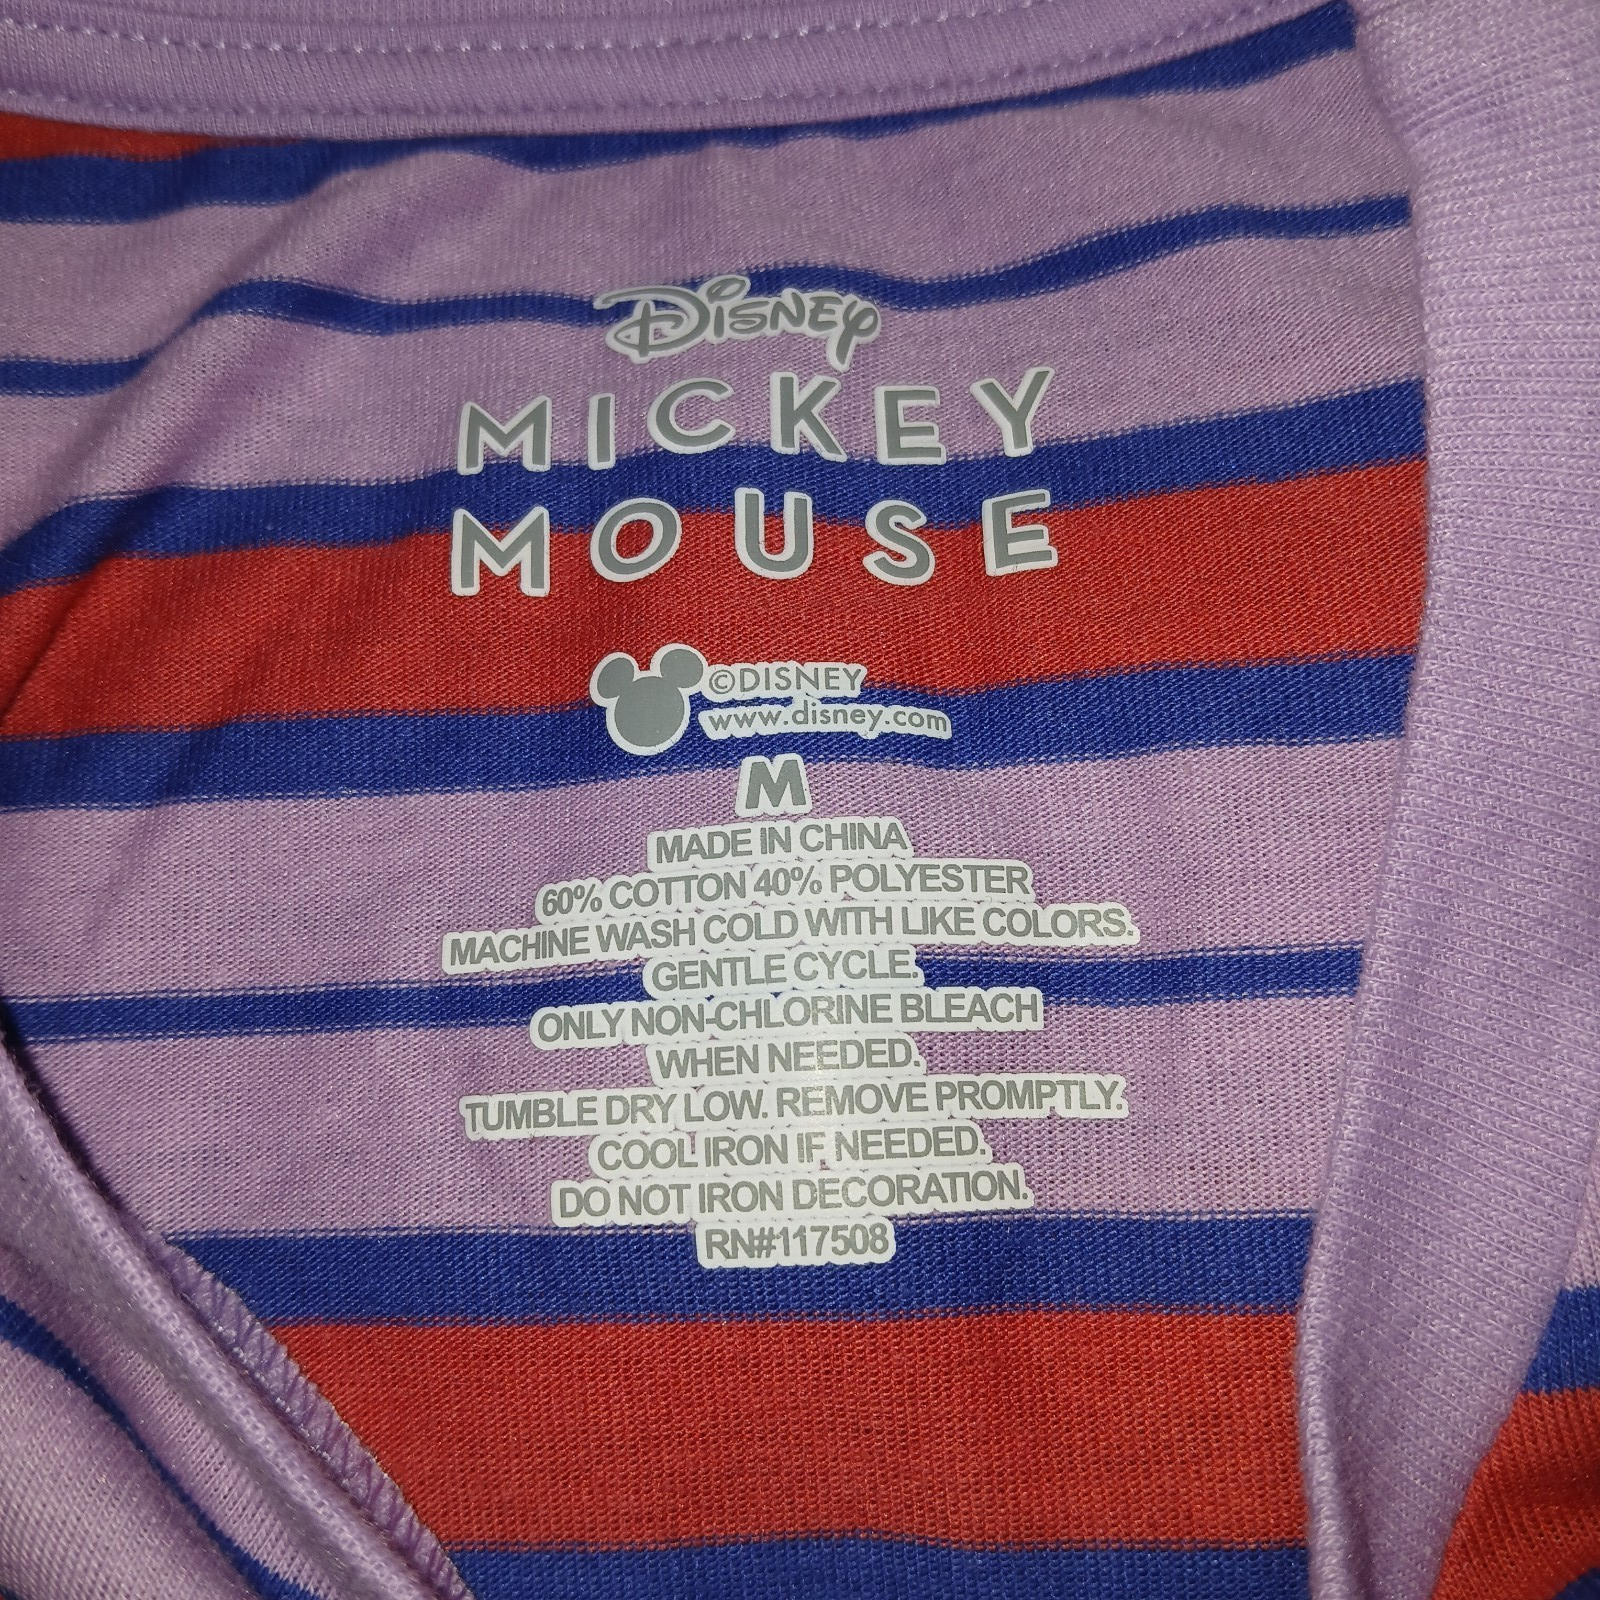 Disney
MICKEY
MOUSE
©DISNEY
www.disney.com
M
MADE IN CHINA
60% COTTON 40% POLYESTER
MACHINE WASH COLD WITH LIKE COLORS.
GENTLE CYCLE.
ONLY NON-CHLORINE BLEACH
WHEN NEEDED.
TUMBLE DRY LOW. REMOVE PROMPTLY.
COOL IRON IF NEEDED.
DO NOT IRON DECORATION.
RN#117508